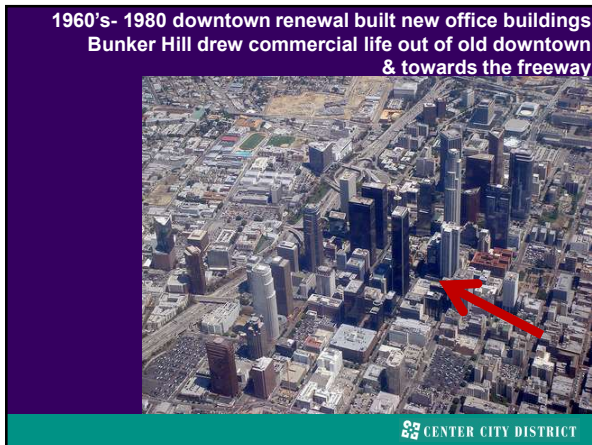 1960’s- 1980 downtown renewal built new office buildings
Bunker Hill drew commercial life out of old downtown
& towards the freeway
CENTER CITY DISTRICT